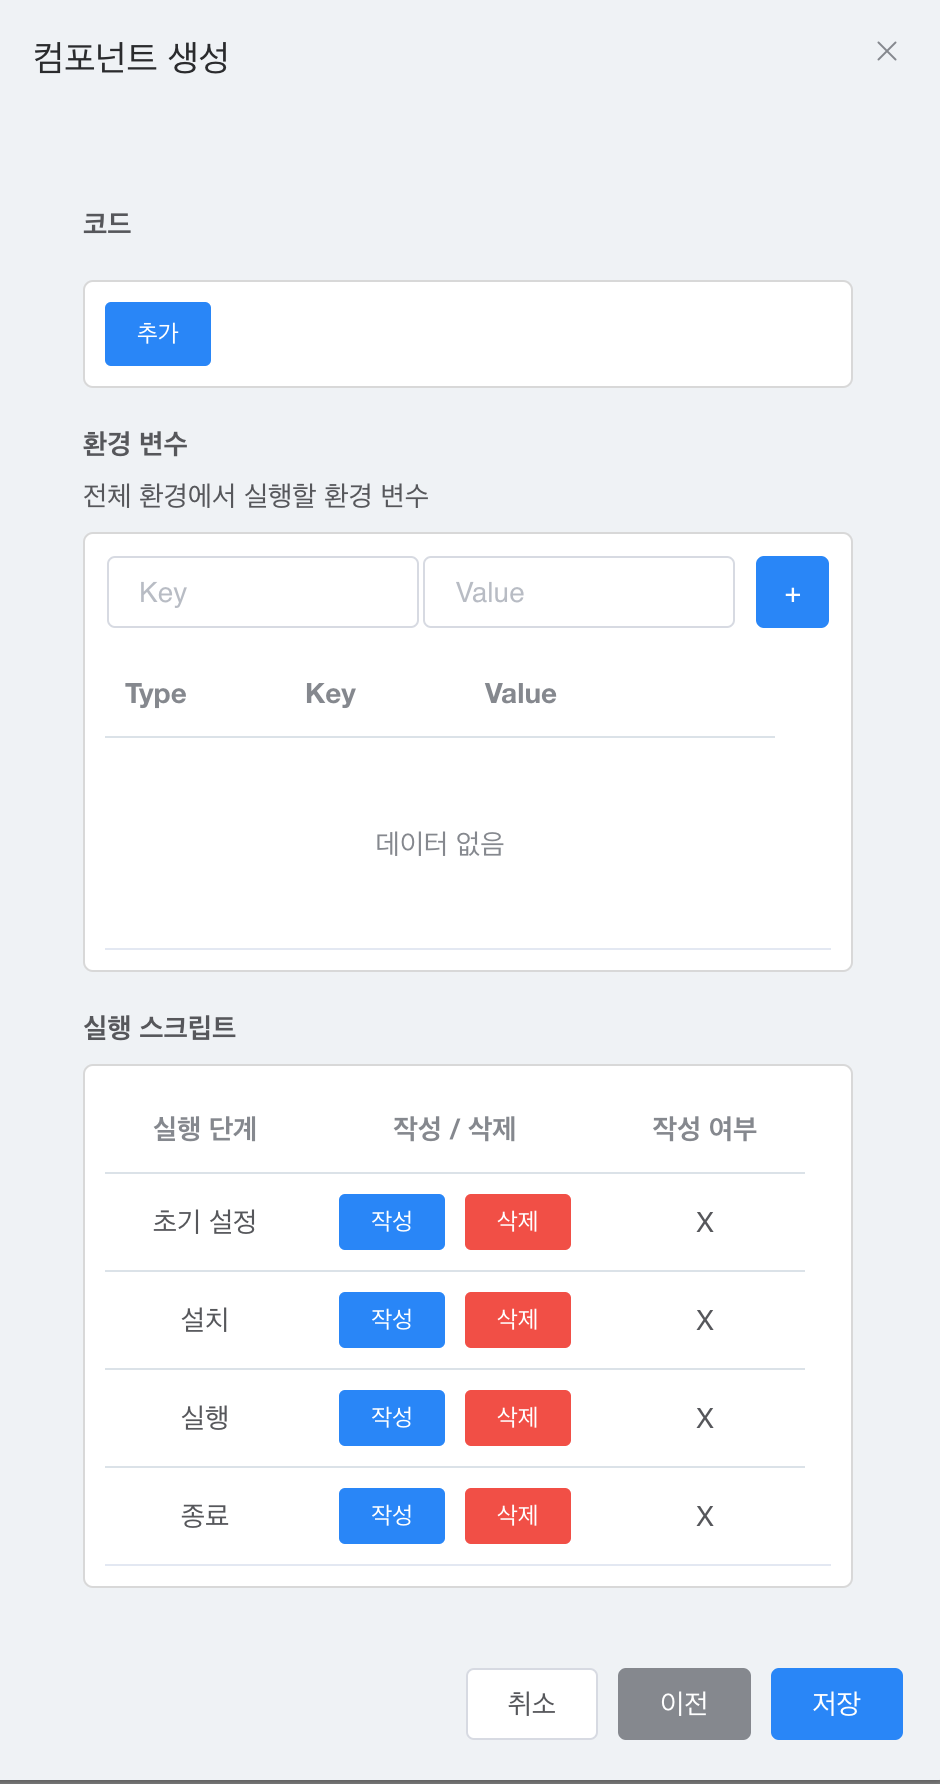 컴포넌트 생성
코드
추가
환경 변수
전체 환경에서 실행할 환경 변수
Key Value +
Type Key Value
데이터 없음
실행 스크립트
실행 단계 작성 / 삭제 작성 여부
초기 설정 작성 삭제 X
설치 작성 삭제 X
실행 작성 삭제 X
종료 작성 삭제 X
취소 이전 저장